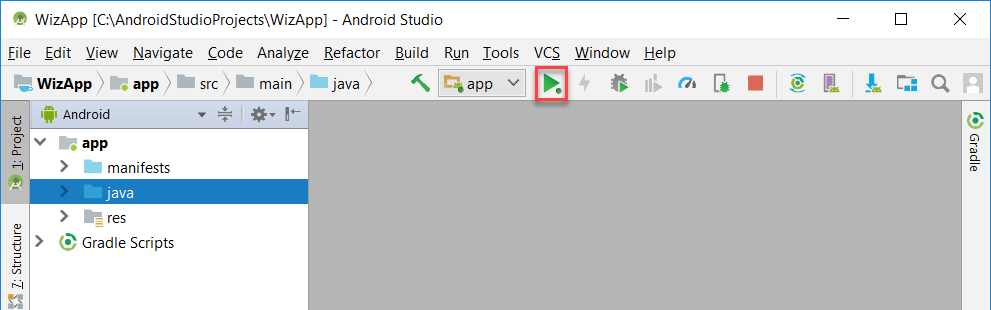 WizApp [C:\AndroidStudioProjects\WizApp] - Android Studio
File Edit View Navigate Code Analyze Refactor Build Run Tools VCS Window Help
WizApp app src main java app
1: Project
Android
app
manifests
java
res
Gradle Scripts
7: Structure
Gradle